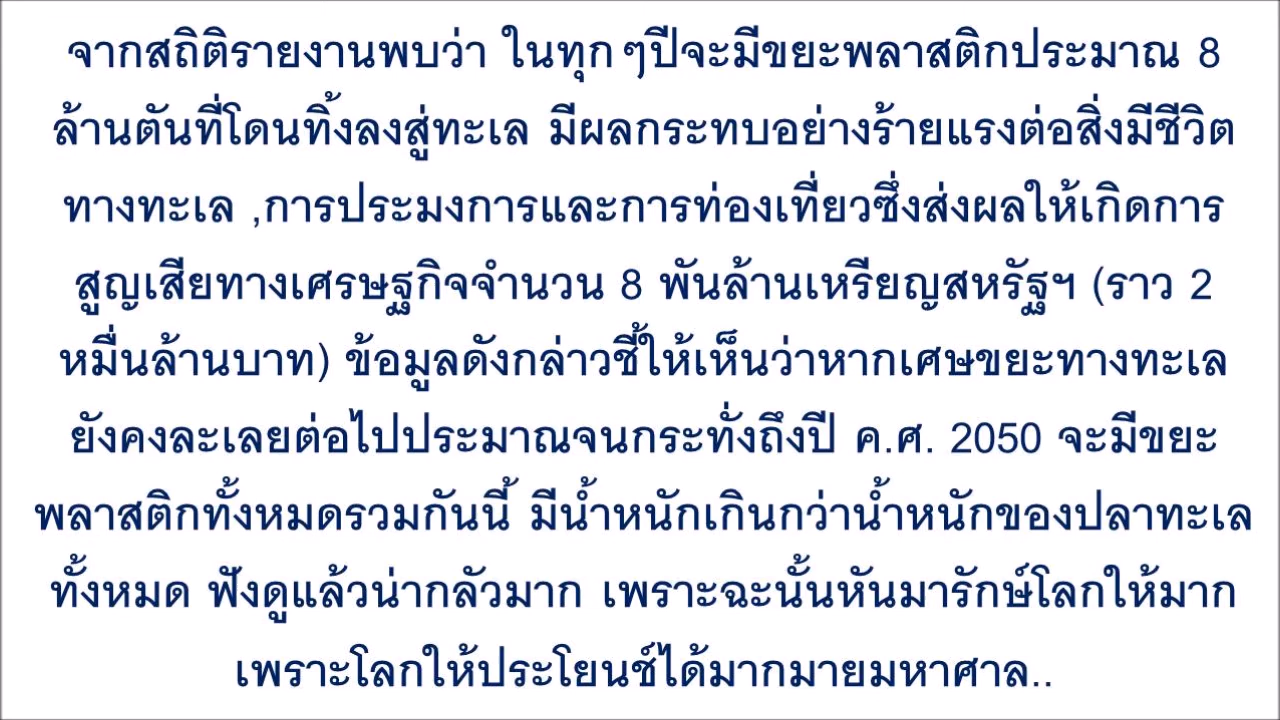 จากสถิติรายงานพบว่า ในทุกๆปีจะมีขยะพลาสติกประมาณ 8
ล้านตันที่โดนทิ้งลงสู่ทะเล มีผลกระทบอย่างร้ายแรงต่อสิ่งมีชีวิต
ทางทะเล ,การประมงการและการท่องเที่ยวซึ่งส่งผลให้เกิดการ
สูญเสียทางเศรษฐกิจจำนวน 8 พันล้านเหรียญสหรัฐฯ (ราว 2
หมื่นล้านบาท) ข้อมูลดังกล่าวชี้ให้เห็นว่าหากเศษขยะทางทะเล
ยังคงละเลยต่อไปประมาณจนกระทั่งถึงปี ค.ศ. 2050 จะมีขยะ
พลาสติกทั้งหมดรวมกันนี้ มีน้ำหนักเกินกว่าน้ำหนักของปลาทะเล
ทั้งหมด ฟังดูแล้วน่ากลัวมาก เพราะฉะนั้นหันมารักษ์โลกให้มาก
เพราะโลกให้ประโยนช์ได้มากมายมหาศาล..